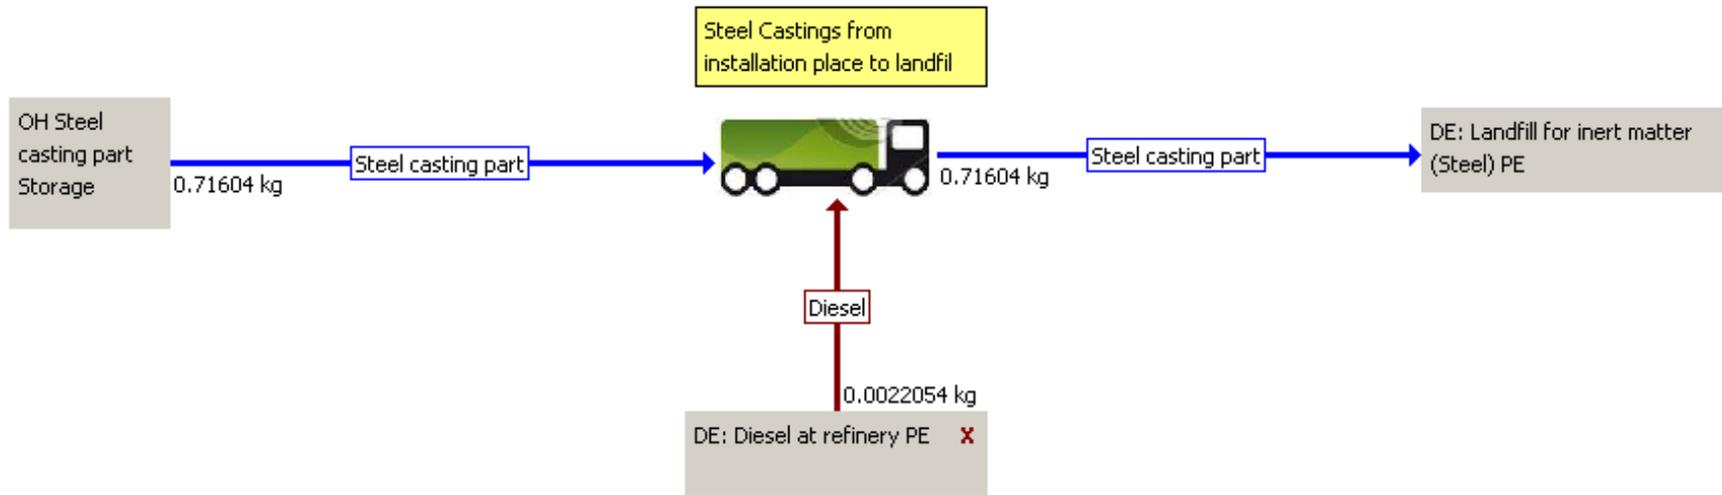 Steel Castings from
installation place to landfil
OH Steel
casting part
Storage
Steel casting part
0.71604 kg
Steel casting part
0.71604 kg
DE: Landfill for inert matter
(Steel) PE
Diesel
0.0022054 kg
DE: Diesel at refinery PE X